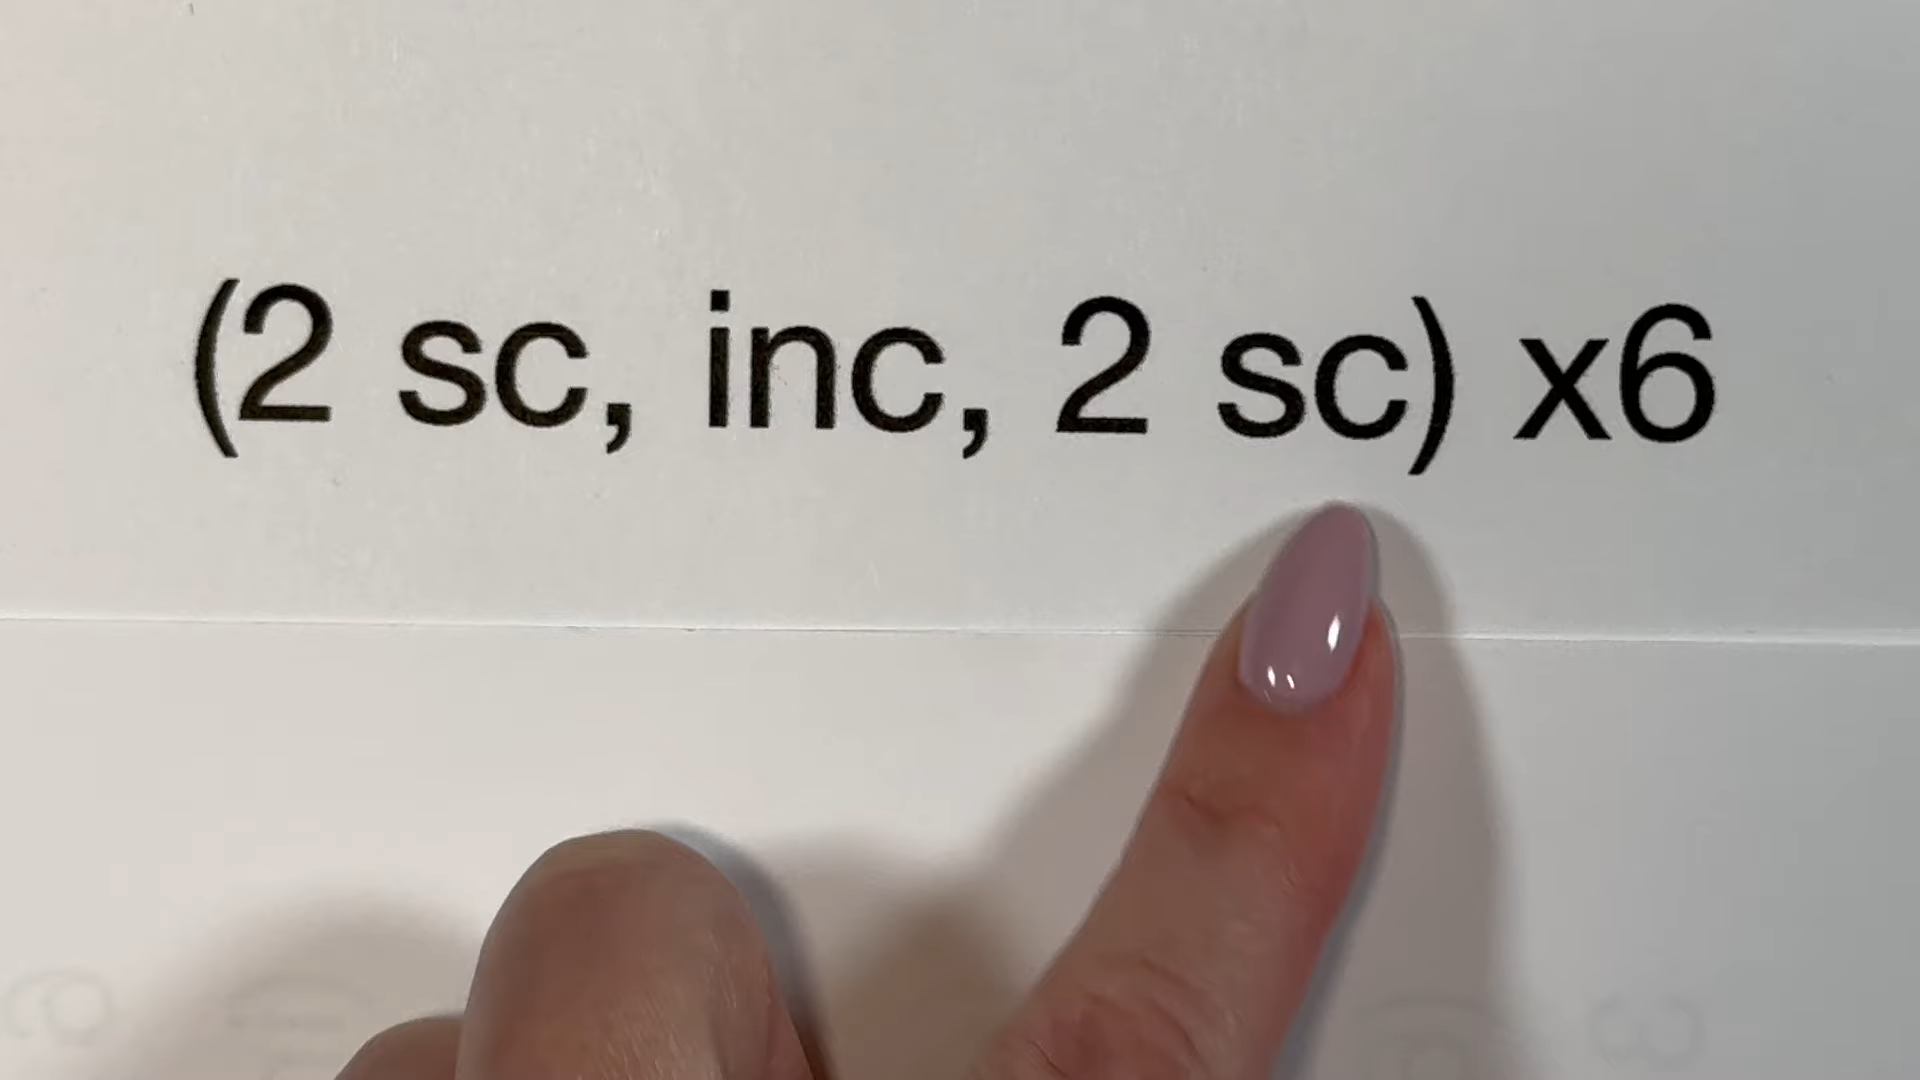 (2 sc, inc, 2 sc) x6